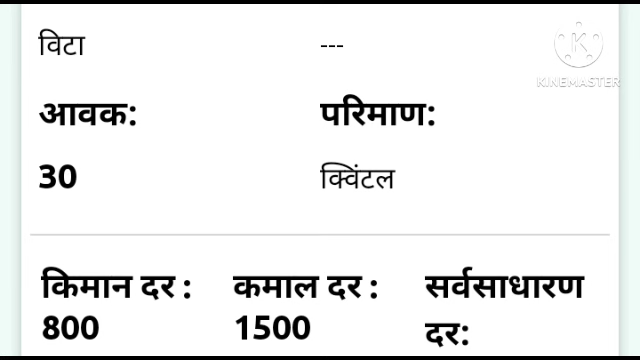 विटा ---
KINEMASTER
आवक: परिमाण:
30 क्विंटल
किमान दर : कमाल दर : सर्वसाधारण
800 1500 दर: